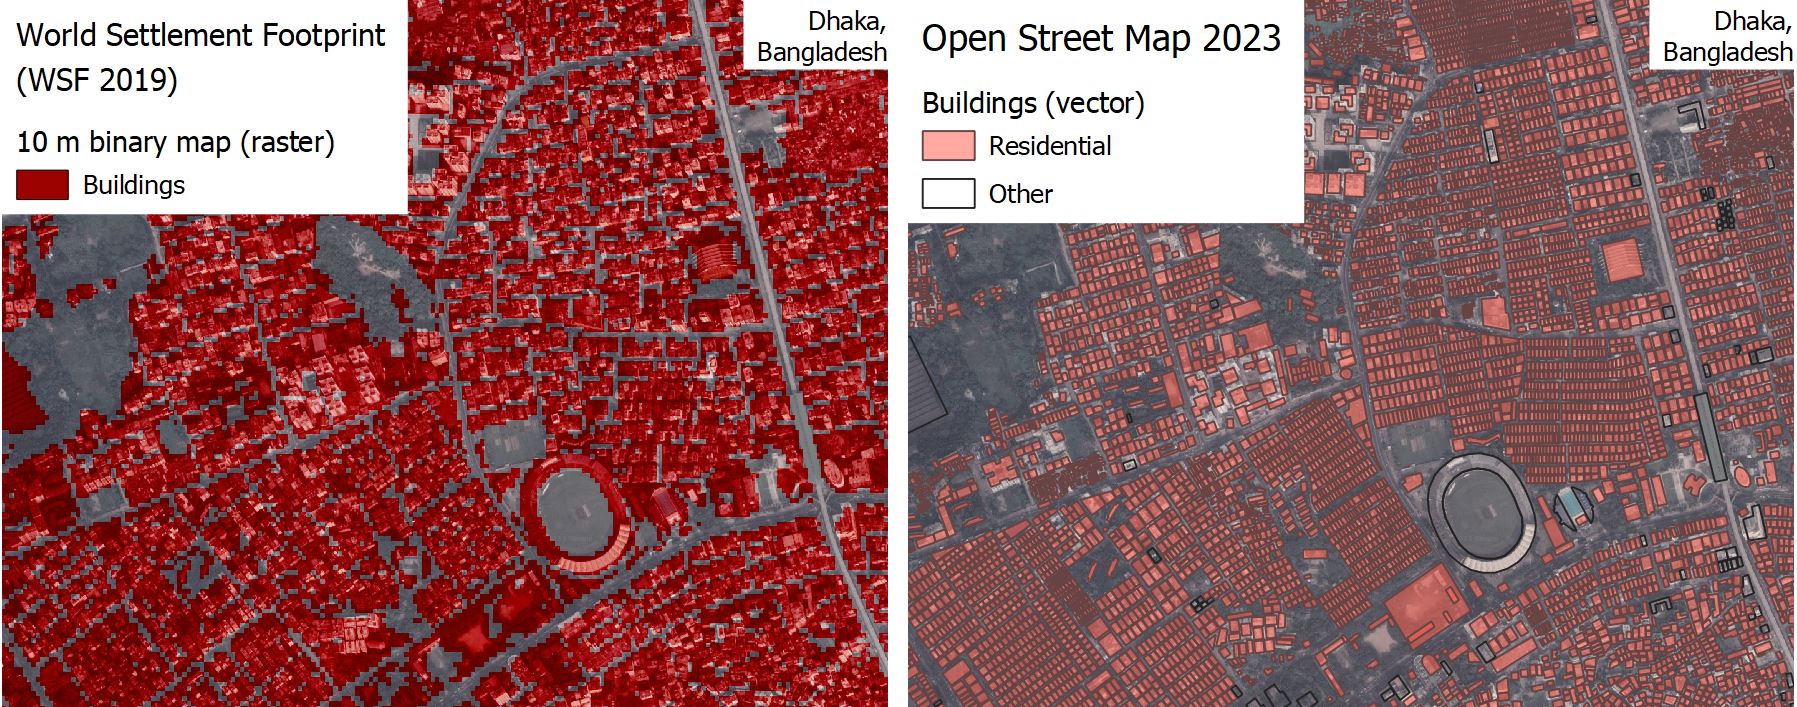 World Settlement Footprint
(WSF 2019)
10 m binary map (raster)
Buildings
Dhaka,
Bangladesh
Open Street Map 2023
Buildings (vector)
Residential
Other
Dhaka,
Bangladesh